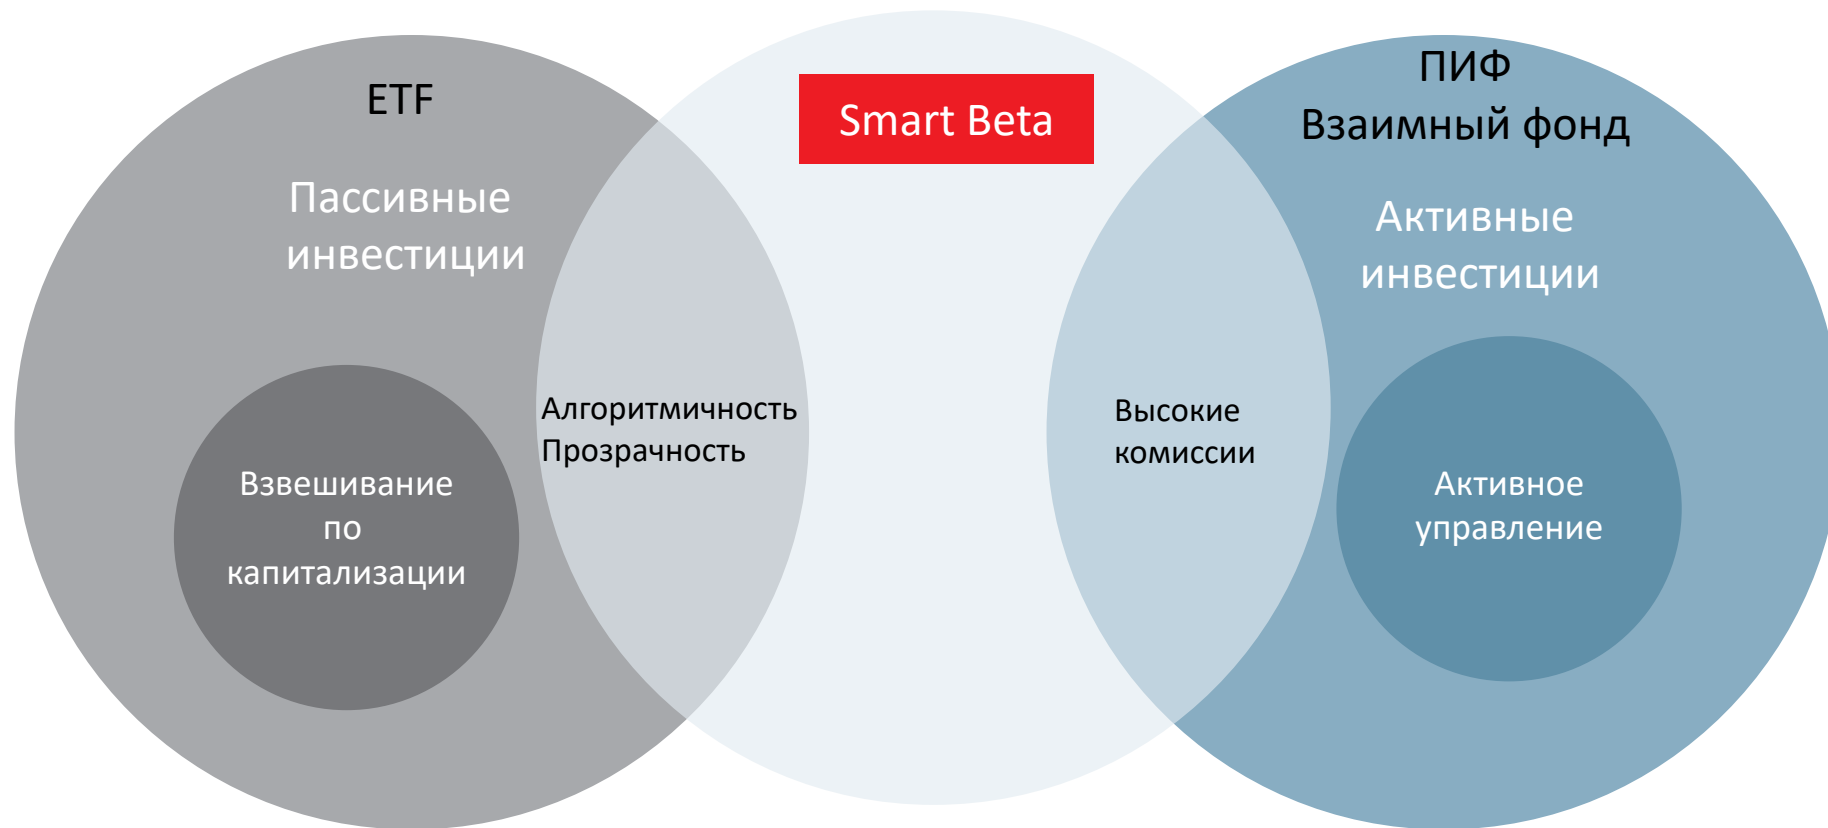 ETF
Пассивные
инвестиции
Взвешивание
по
капитализации
Алгоритмичность
Прозрачность
Smart Beta
Высокие
комиссии
ПИФ
Взаимный фонд
Активные
инвестиции
Активное
управление